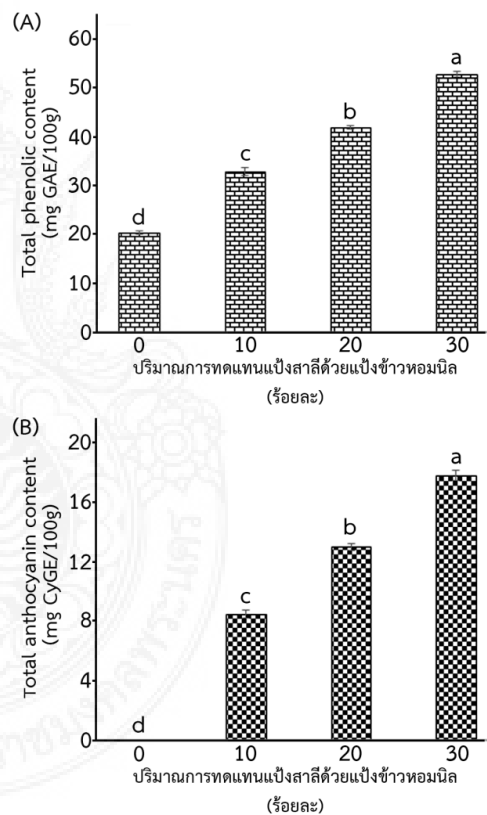 (A)
Total phenolic content
(mg GAE/100g)
60
50
40
30
20
10
0
d
c
b
a
0 10 20 30
ปริมาณการทดแทนแป้งสาลีด้วยแป้งข้าวหอมนิล
(ร้อยละ)
(B)
Total anthocyanin content
(mg CyGE/100g)
20
16
12
8
4
0
d
c
b
a
0 10 20 30
ปริมาณการทดแทนแป้งสาลีด้วยแป้งข้าวหอมนิล
(ร้อยละ)